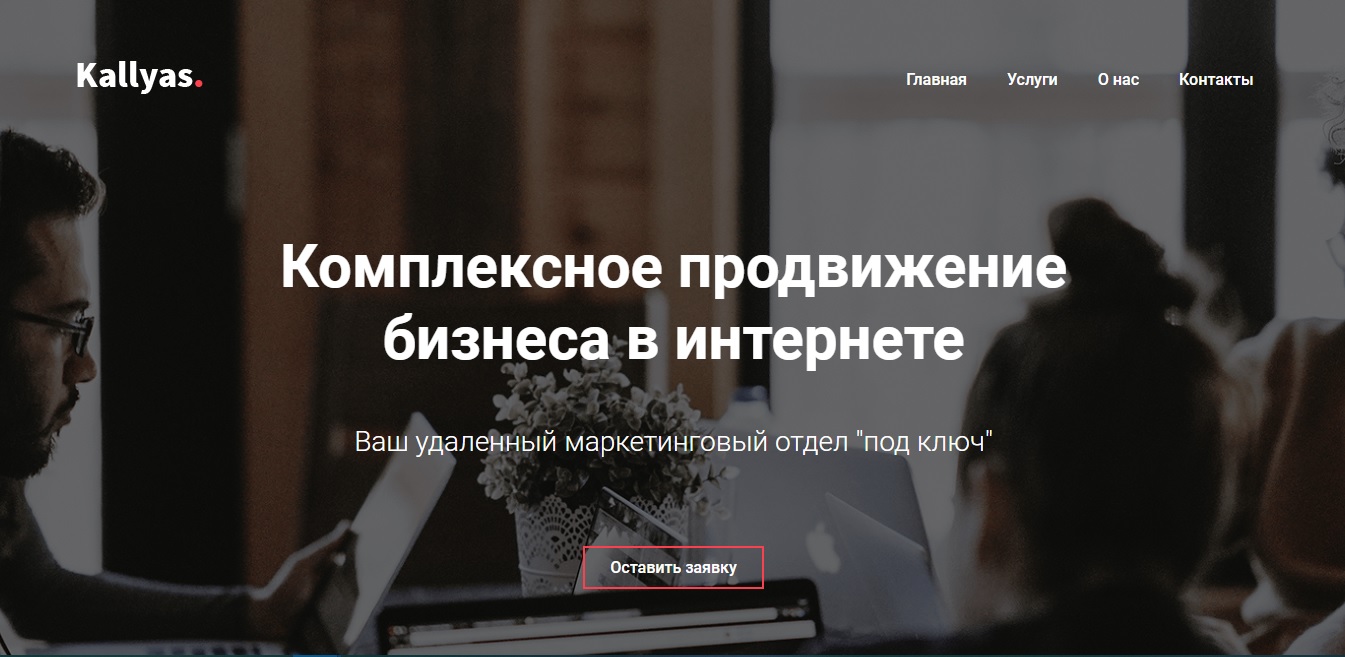 Kallyas.
Главная Услуги О нас Контакты
Комплексное продвижение
бизнеса в интернете
Ваш удаленный маркетинговый отдел "под ключ"
Оставить заявку